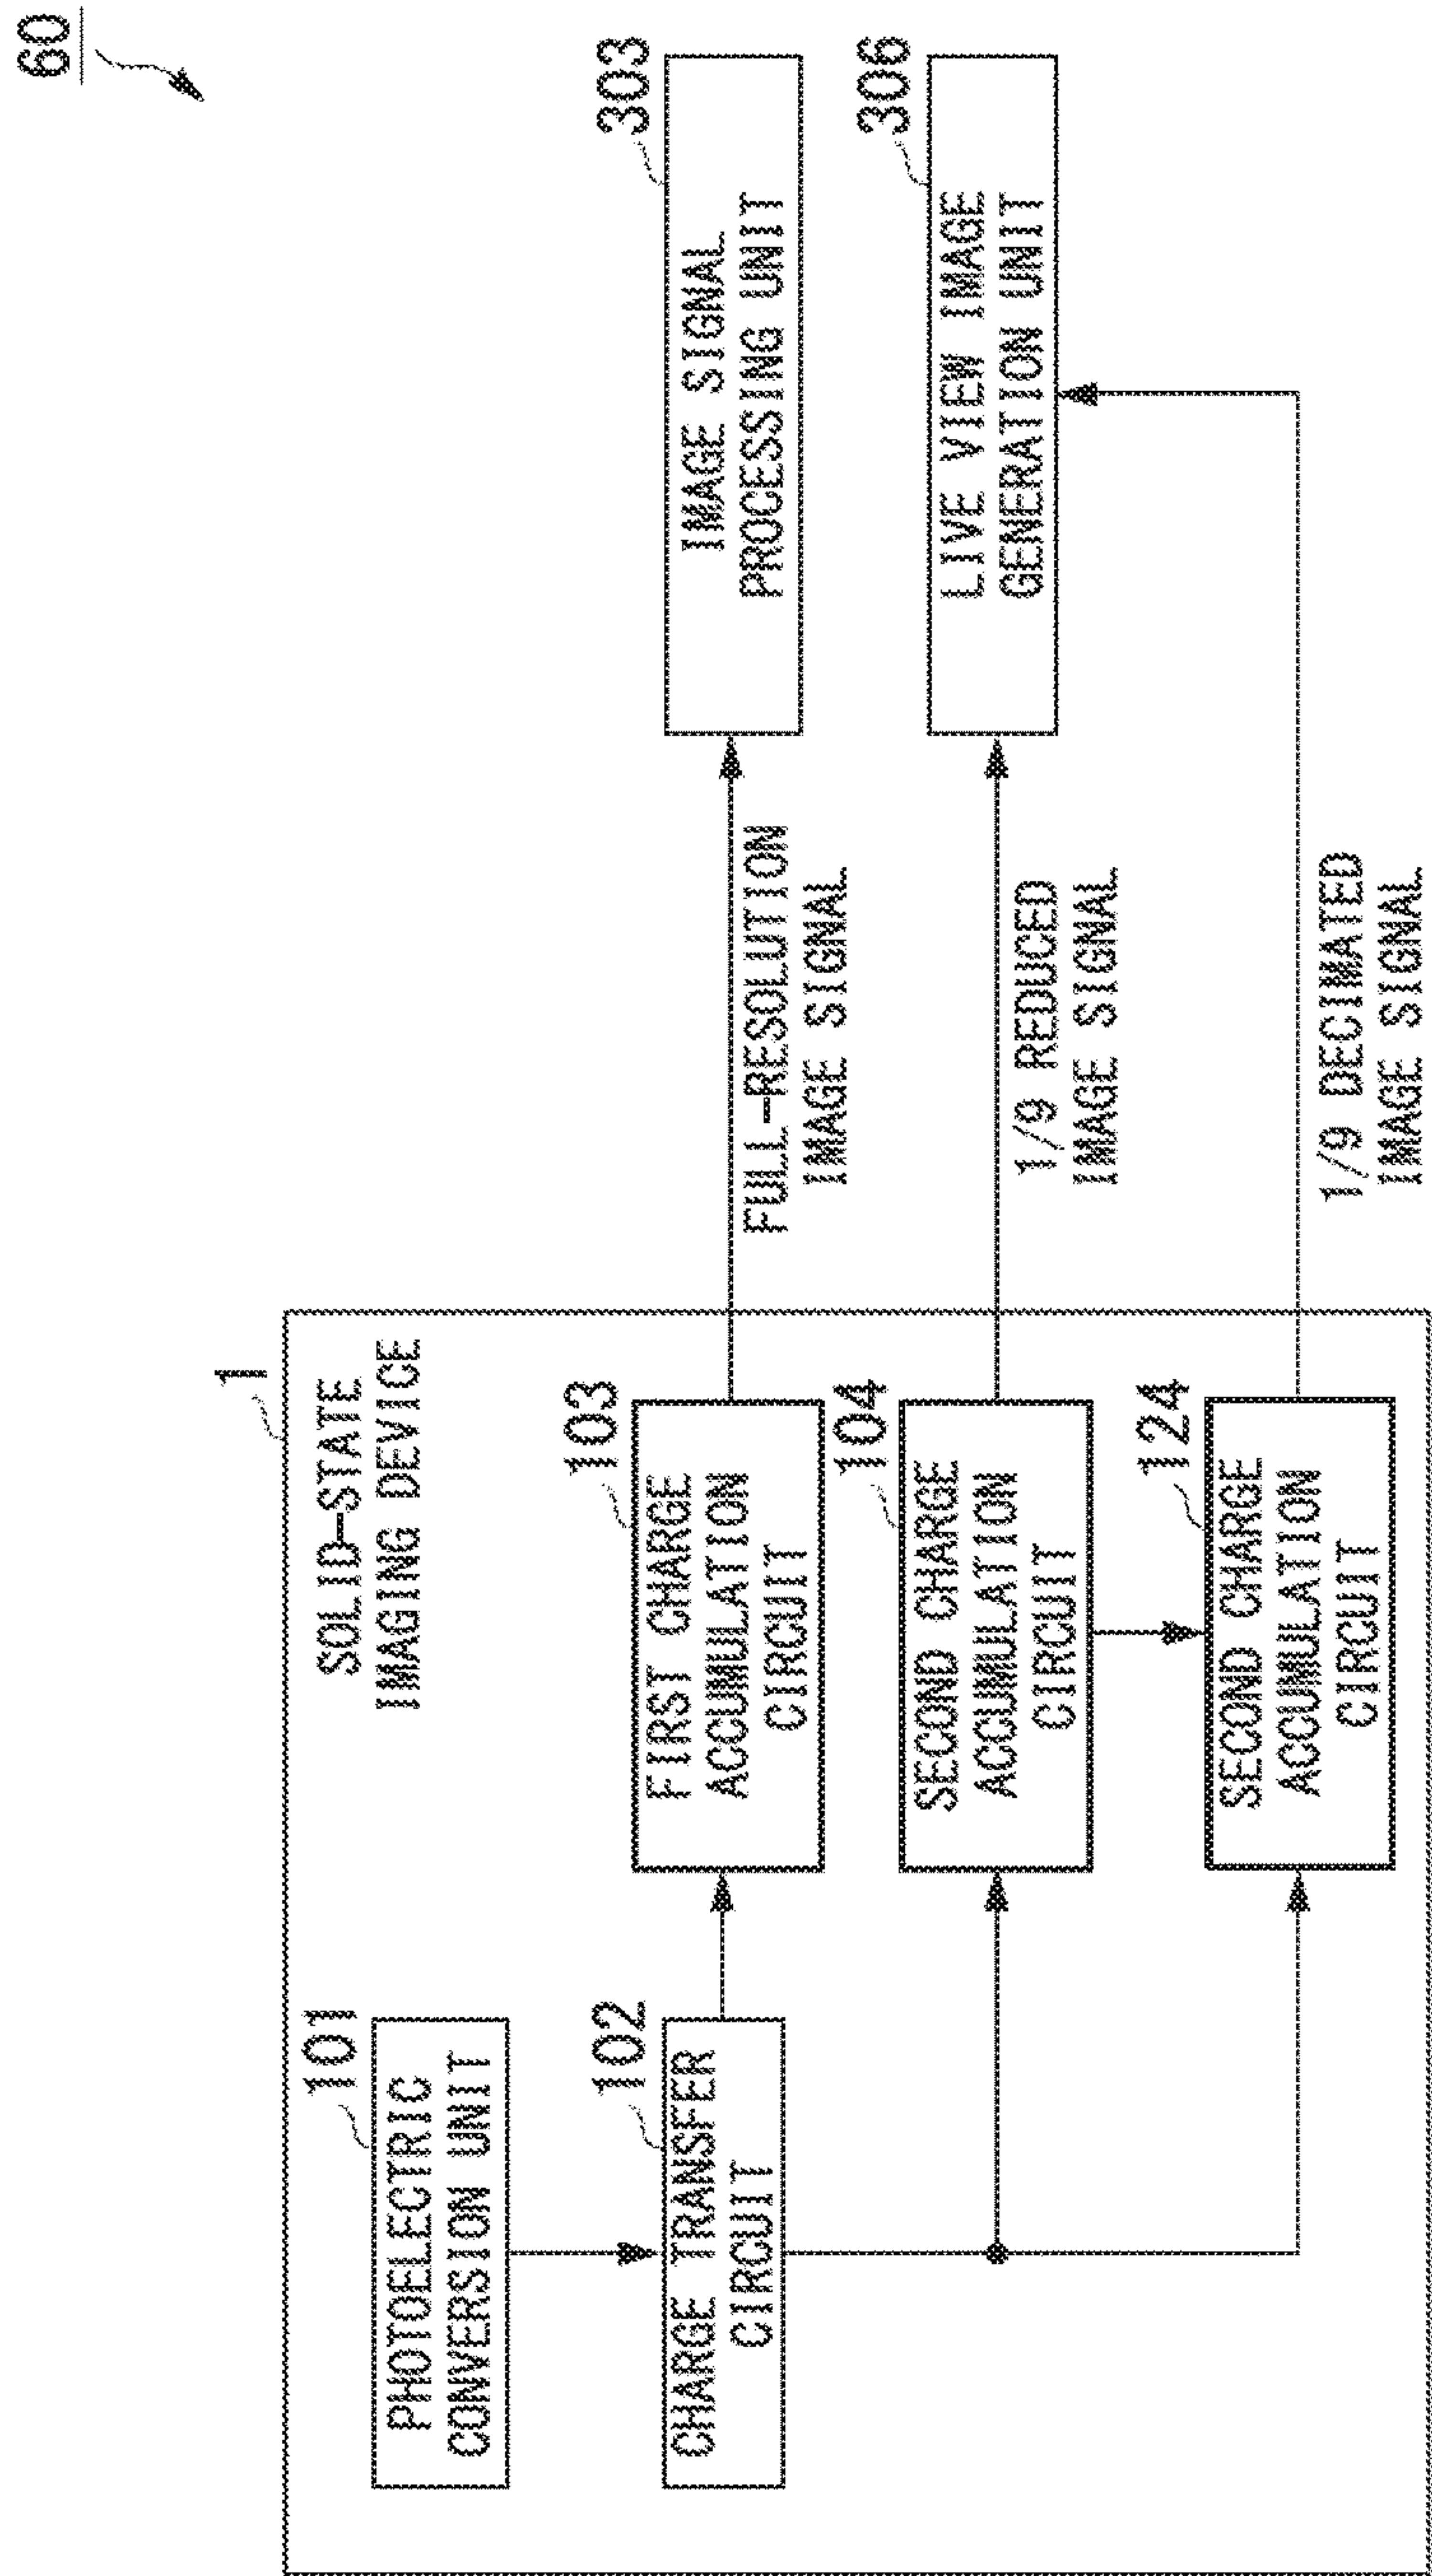 60
1
SOLID-STATE
IMAGING DEVICE
101
PHOTOELECTRIC
CONVERSION UNIT
102
CHARGE TRANSFER
CIRCUIT
103
FIRST CHARGE
ACCUMULATION
CIRCUIT
FULL-RESOLUTION
IMAGE SIGNAL
303
IMAGE SIGNAL
PROCESSING UNIT
104
SECOND CHARGE
ACCUMULATION
CIRCUIT
1/9 REDUCED
IMAGE SIGNAL
306
LIVE VIEW IMAGE
GENERATION UNIT
124
SECOND CHARGE
ACCUMULATION
CIRCUIT
1/9 DECIMATED
IMAGE SIGNAL